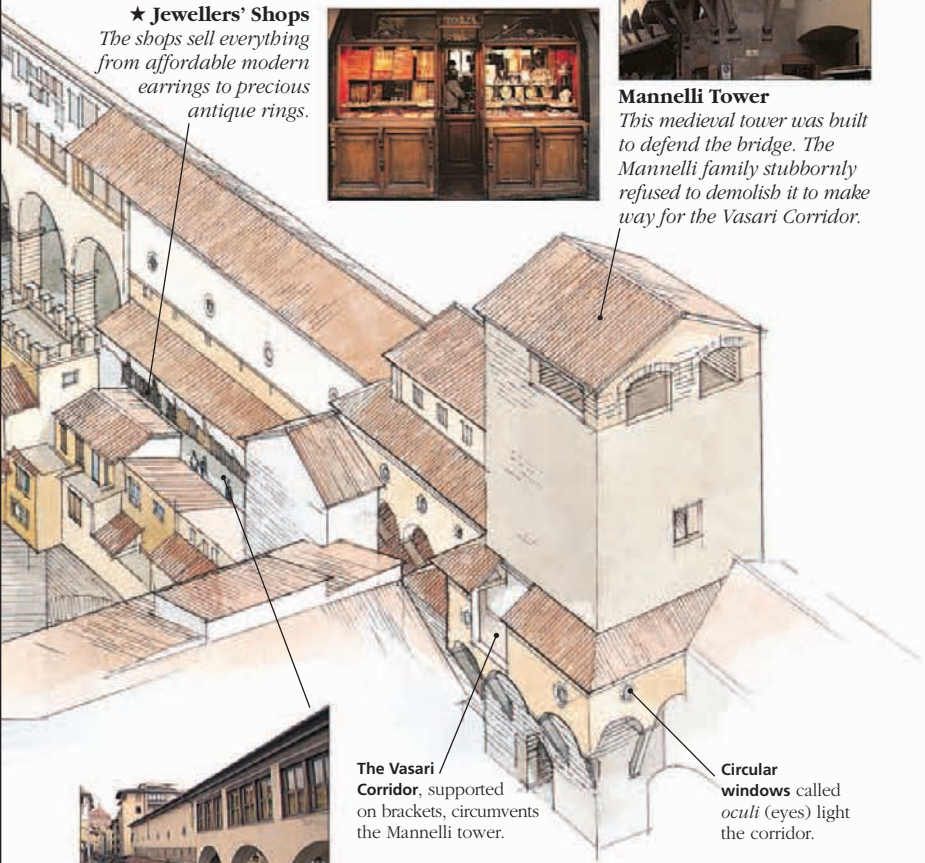 ★ Jewellers’ Shops
The shops sell everything
from affordable modern
earrings to precious
antique rings.
Mannelli Tower
This medieval tower was built
to defend the bridge. The
Mannelli family stubbornly
refused to demolish it to make
way for the Vasari Corridor.
The Vasari
Corridor, supported
on brackets, circumvents
the Mannelli tower.
Circular
windows called
oculi (eyes) light
the corridor.